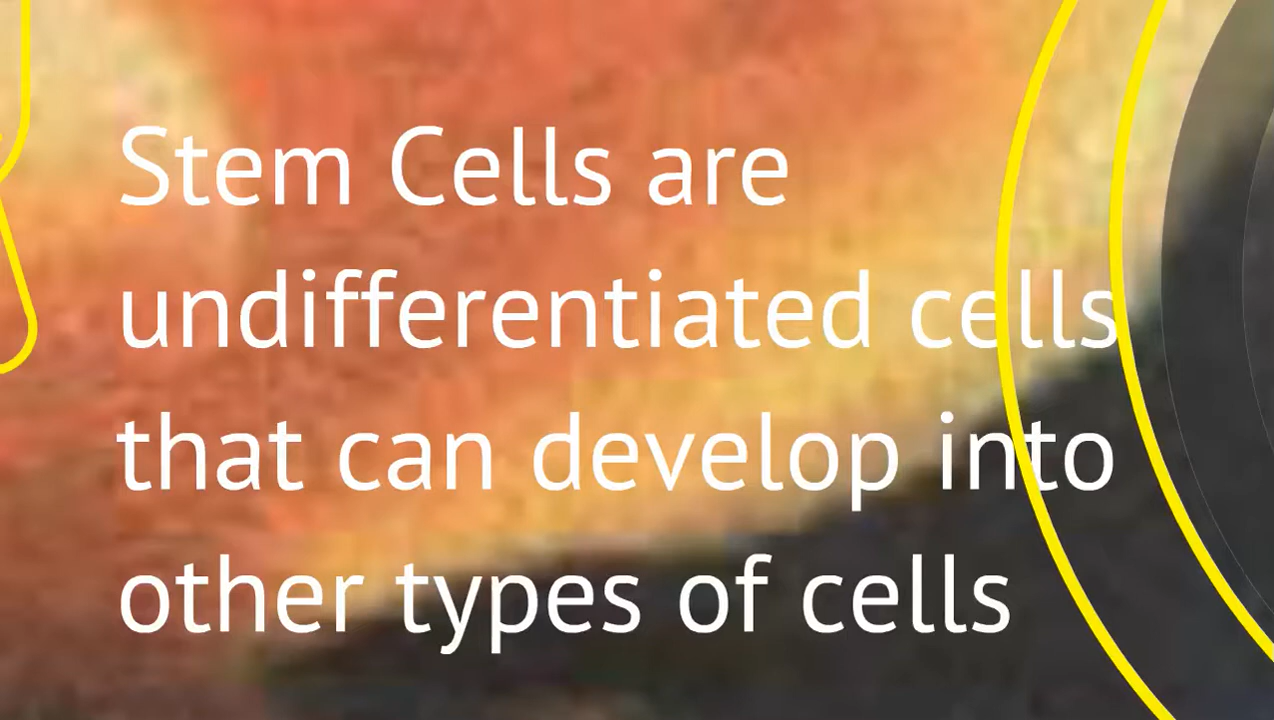 Stem Cells are
undifferentiated cells
that can develop into
other types of cells